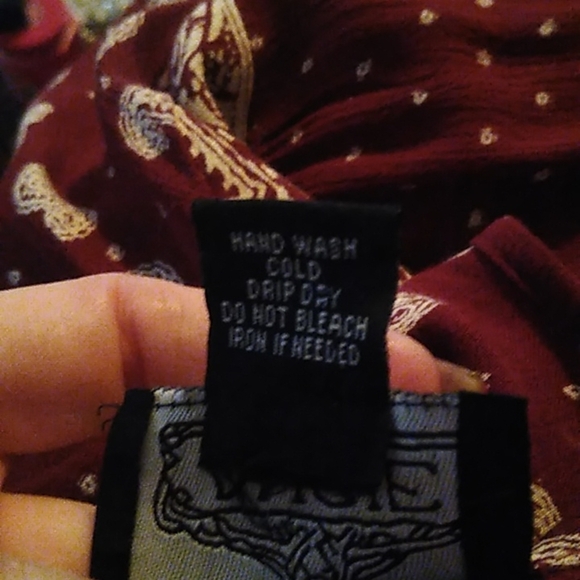 HAND WASH
COLD
DRIP DRY
DO NOT BLEACH
IRON IF NEEDED